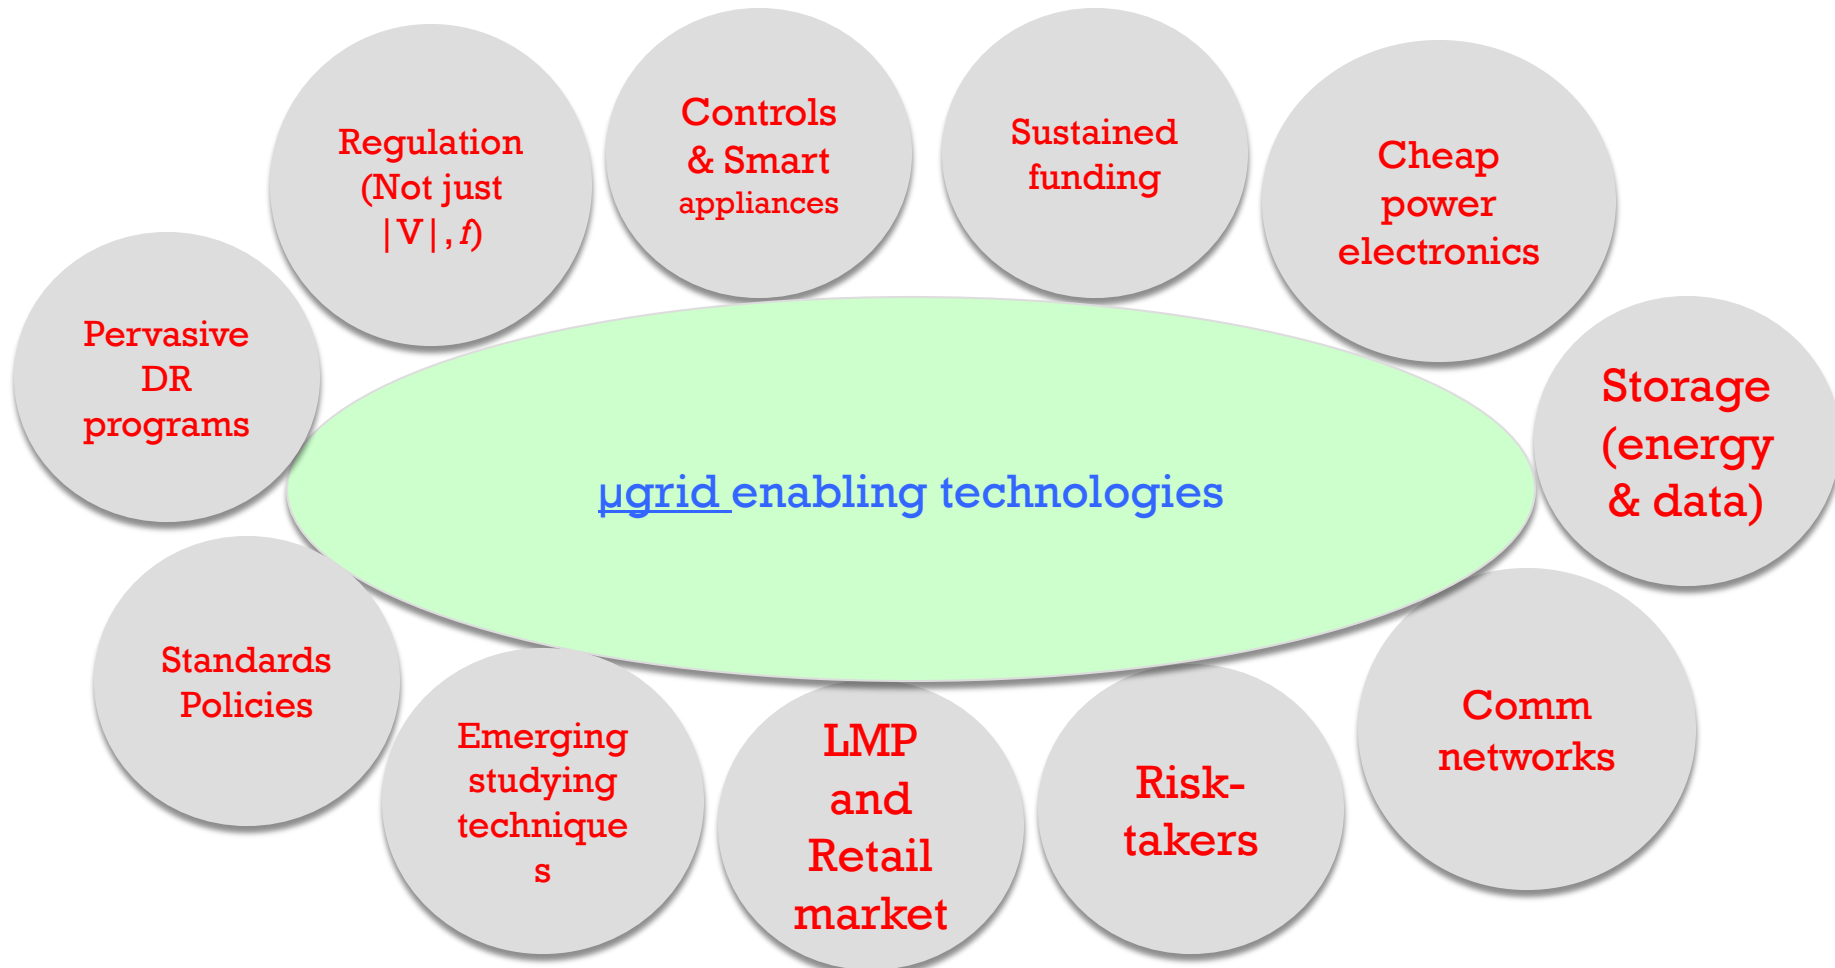 Regulation
(Not just
|V|, f)
Controls
& Smart
appliances
Sustained
funding
Cheap
power
electronics
Pervasive
DR
programs
Storage
(energy
& data)
µgrid enabling technologies
Standards
Policies
Emerging
studying
technique
s
LMP
and
Retail
market
Risk-
takers
Comm
networks